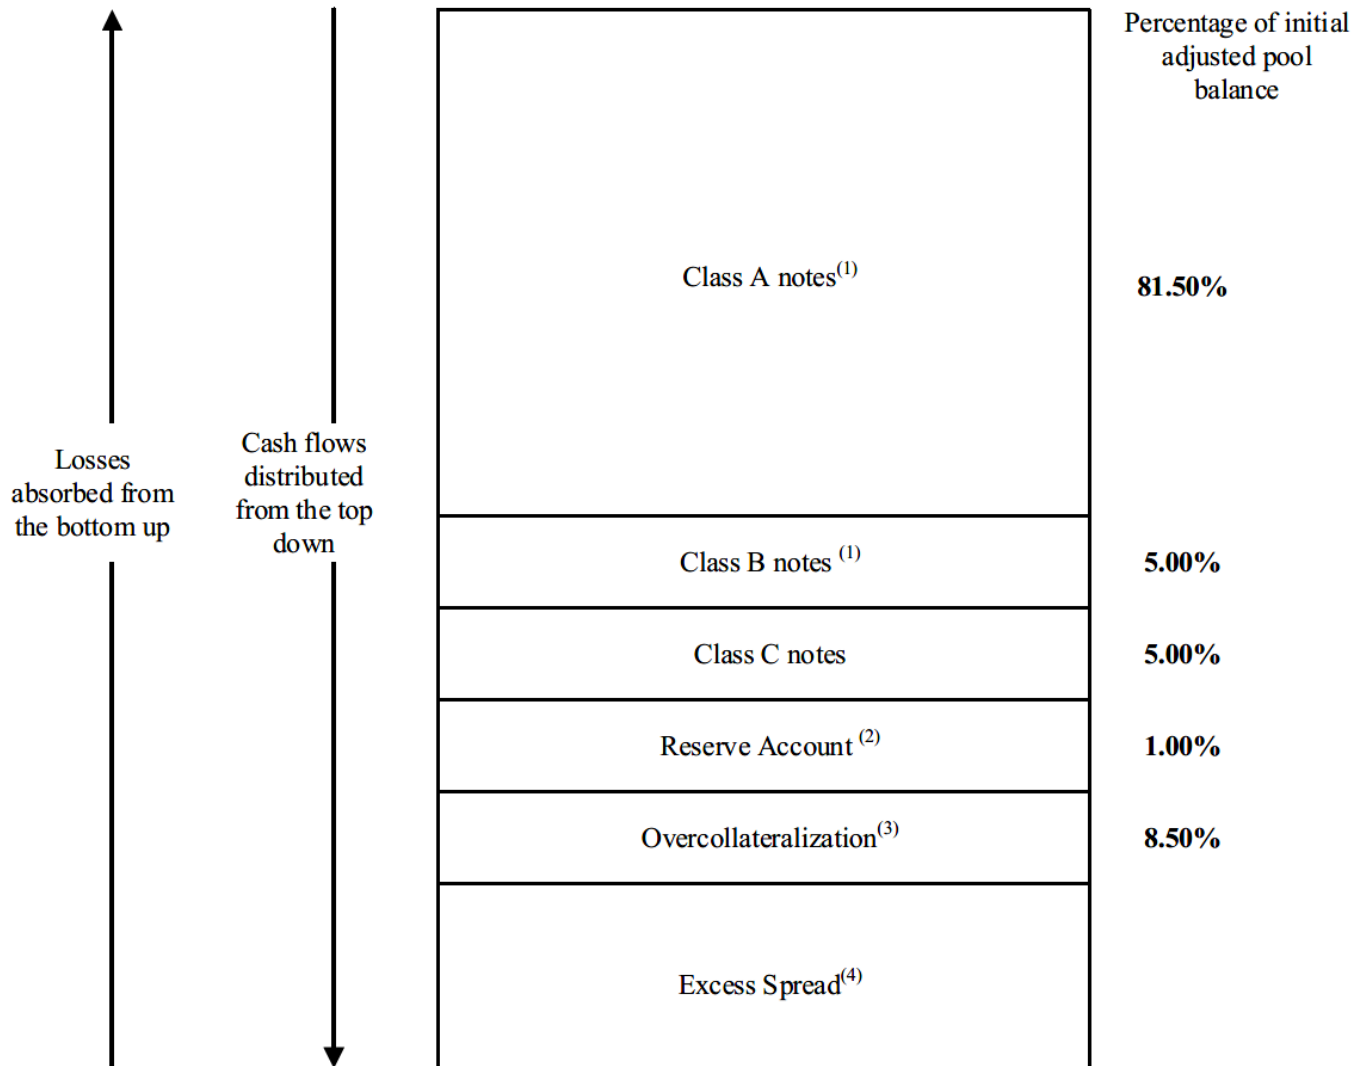 Percentage of initial
adjusted pool
balance
Class A notes(1)
81.50%
Losses
absorbed from
the bottom up
Cash flows
distributed
from the top
down
Class B notes (1)
5.00%
Class C notes
5.00%
Reserve Account (2)
1.00%
Overcollateralization(3)
8.50%
Excess Spread(4)